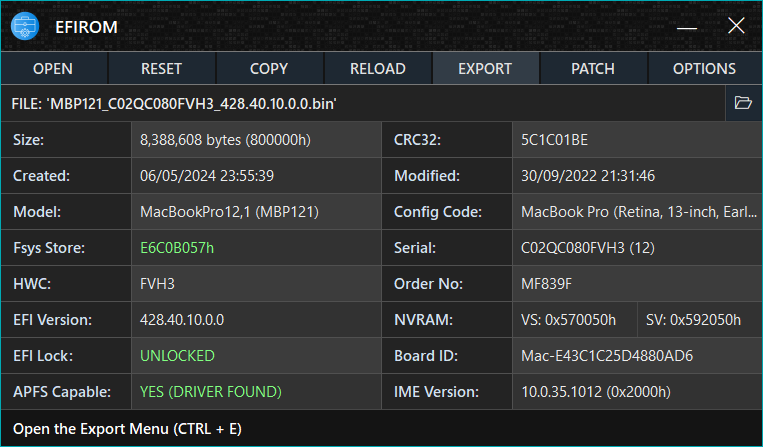 EFIROM
OPEN RESET COPY RELOAD EXPORT PATCH OPTIONS
FILE: 'MBP121_C02QC080FVH3_428.40.10.0.0.bin'
Size: 8,388,608 bytes (800000h) CRC32: 5C1C01BE
Created: 06/05/2024 23:55:39 Modified: 30/09/2022 21:31:46
Model: MacBookPro12,1 (MBP121) Config Code: MacBook Pro (Retina, 13-inch, Earl...
Fsys Store: E6C0B057h Serial: C02QC080FVH3 (12)
HWC: FVH3 Order No: MF839F
EFI Version: 428.40.10.0.0 NVRAM: VS: 0x570050h SV: 0x592050h
EFI Lock: UNLOCKED Board ID: Mac-E43C1C25D4880AD6
APFS Capable: YES (DRIVER FOUND) IME Version: 10.0.35.1012 (0x2000h)
Open the Export Menu (CTRL + E)